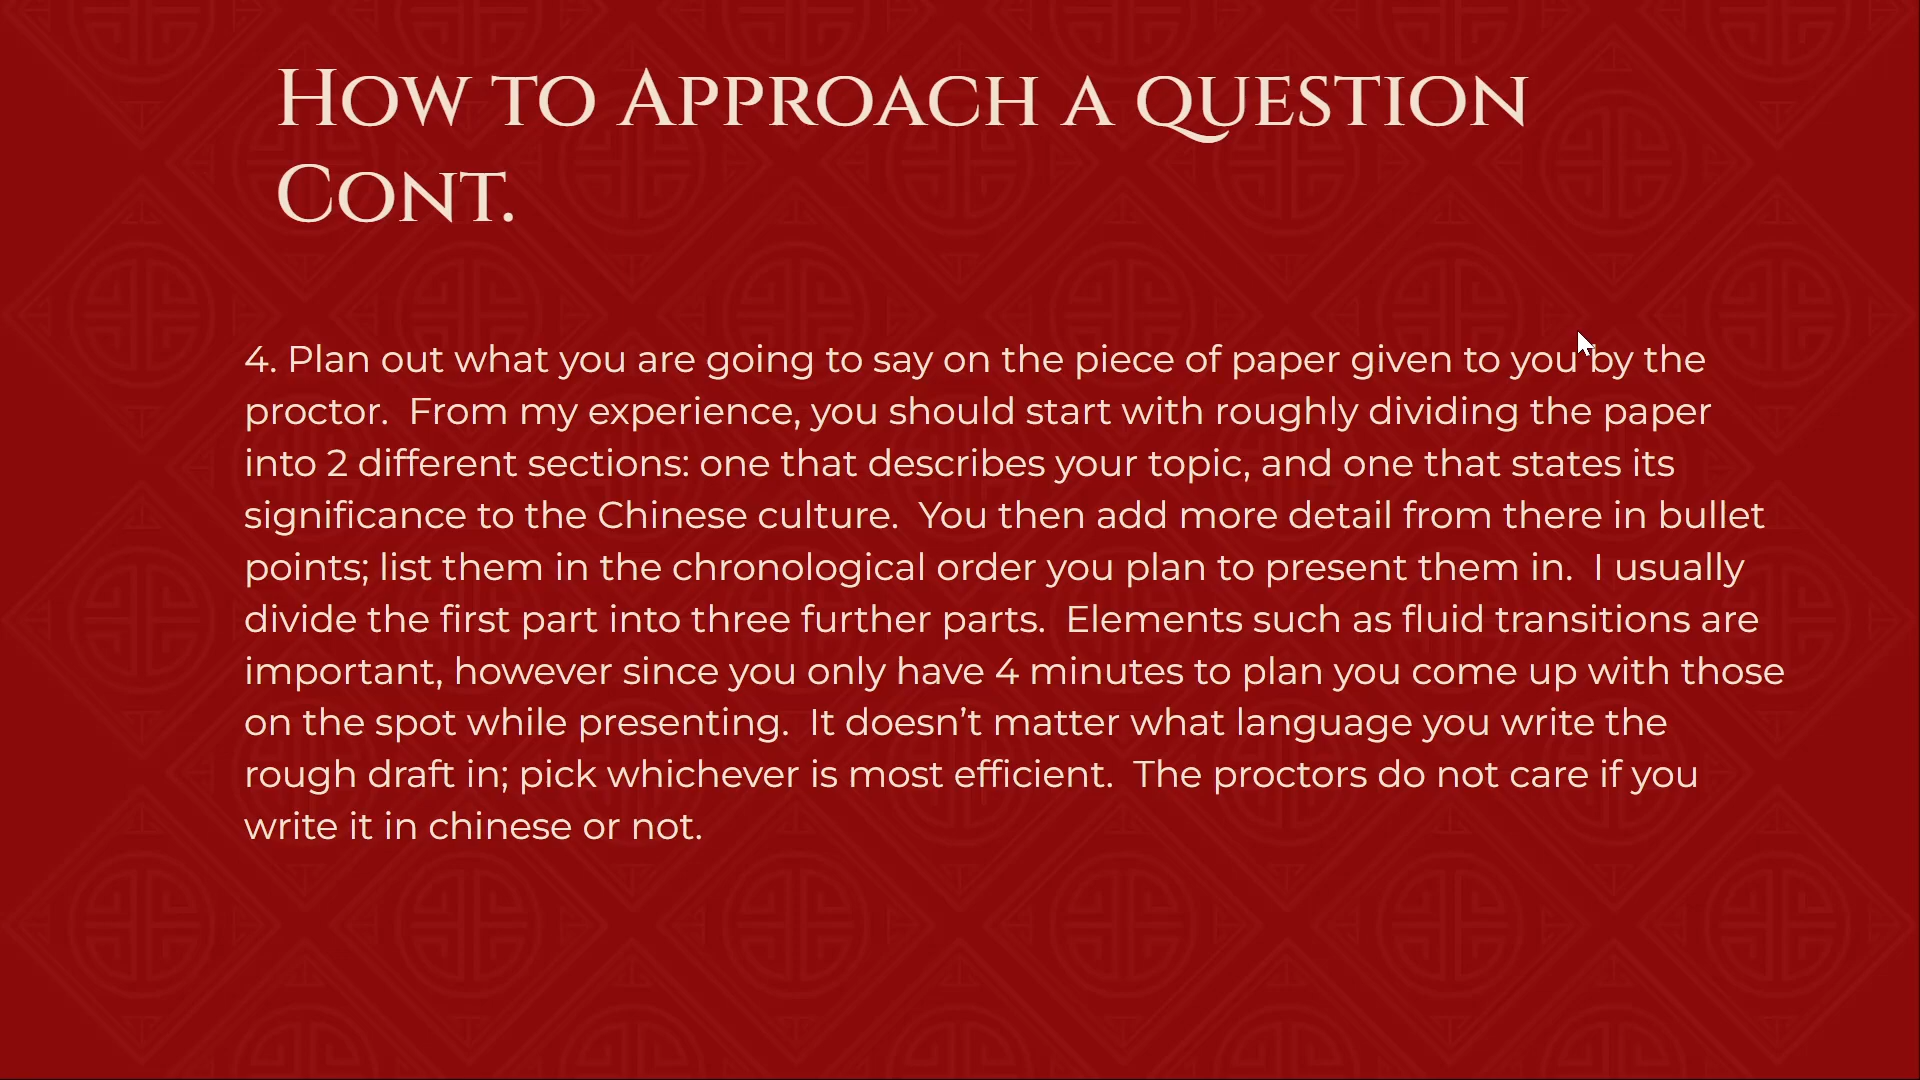 How to Approach a question
Cont.
4. Plan out what you are going to say on the piece of paper given to you by the
proctor.  From my experience, you should start with roughly dividing the paper
into 2 different sections: one that describes your topic, and one that states its
significance to the Chinese culture.  You then add more detail from there in bullet
points; list them in the chronological order you plan to present them in.  I usually
divide the first part into three further parts.  Elements such as fluid transitions are
important, however since you only have 4 minutes to plan you come up with those
on the spot while presenting.  It doesn’t matter what language you write the
rough draft in; pick whichever is most efficient.  The proctors do not care if you
write it in chinese or not.